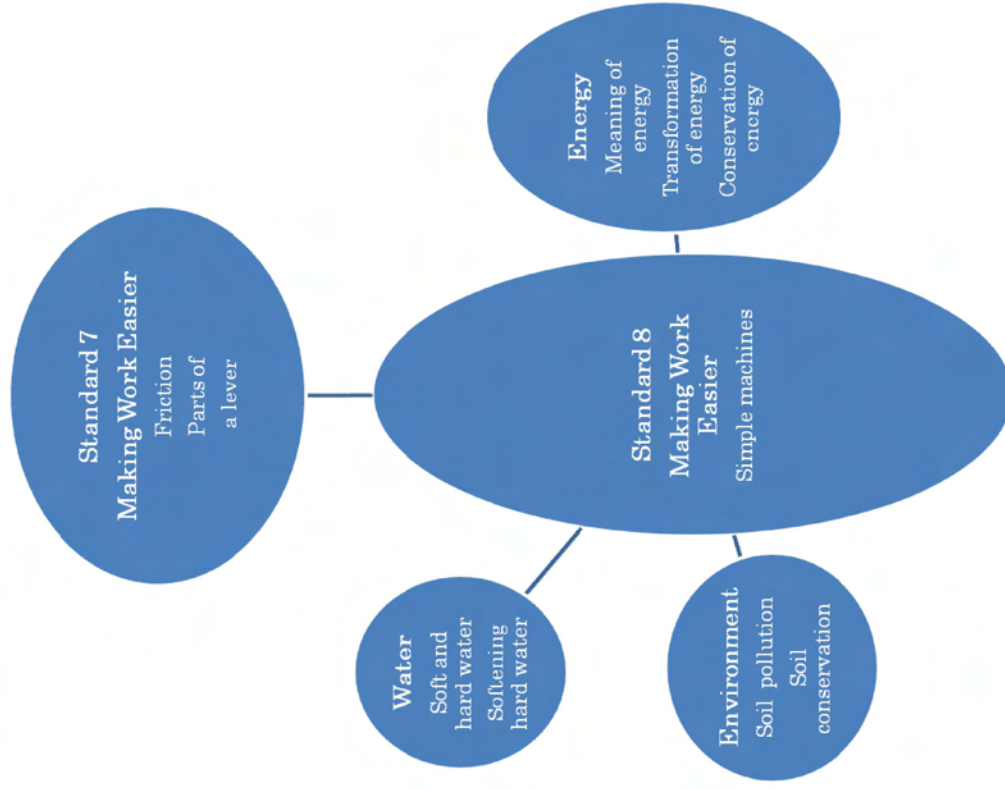 Standard 7
Making Work Easier
Friction
Parts of
a lever
Water
Soft and
hard water
Softening
hard water
Standard 8
Making Work
Easier
Simple machines
Energy
Meaning of
energy
Transformation
of energy
Conservation of
energy
Environment
Soil pollution
Soil
conservation